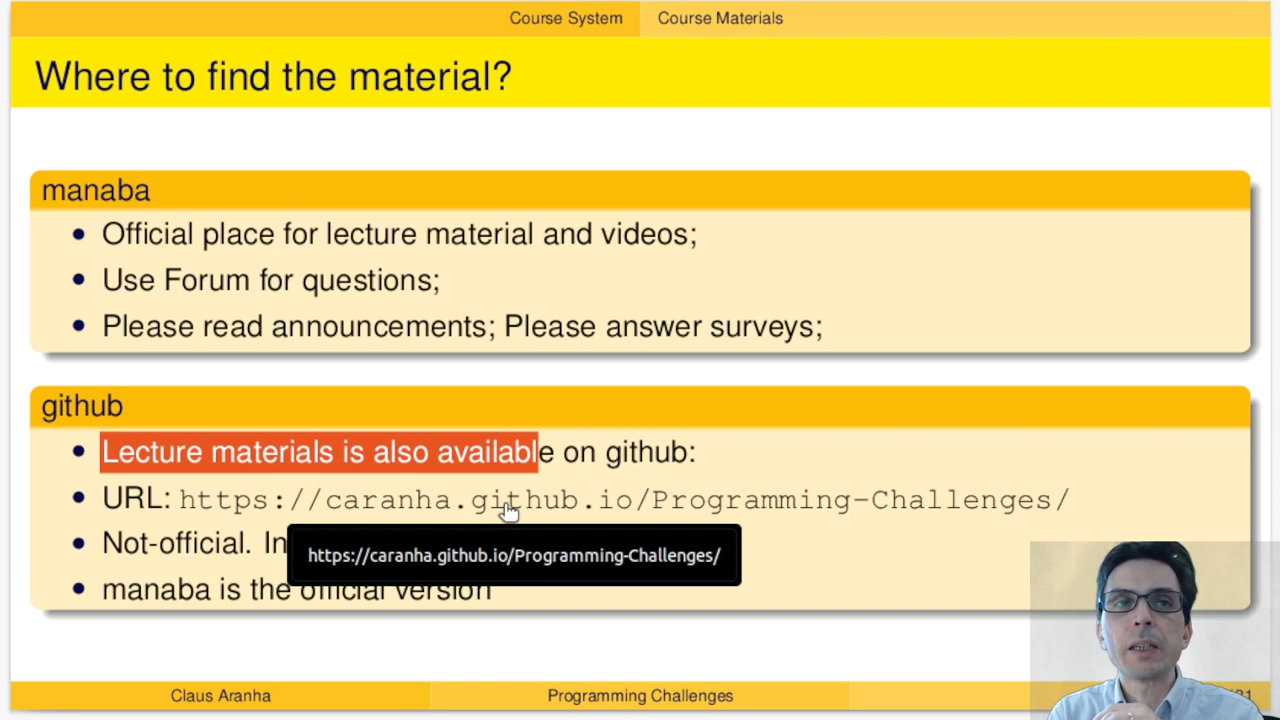 Course System Course Materials
Where to find the material?
manaba
Official place for lecture material and videos;
Use Forum for questions;
Please read announcements; Please answer surveys;
github
Lecture materials is also available on github:
URL: https://caranha.github.io/Programming-Challenges/
Not-official. In
https://caranha.github.io/Programming-Challenges/
manaba is the official version
Claus Aranha Programming Challenges